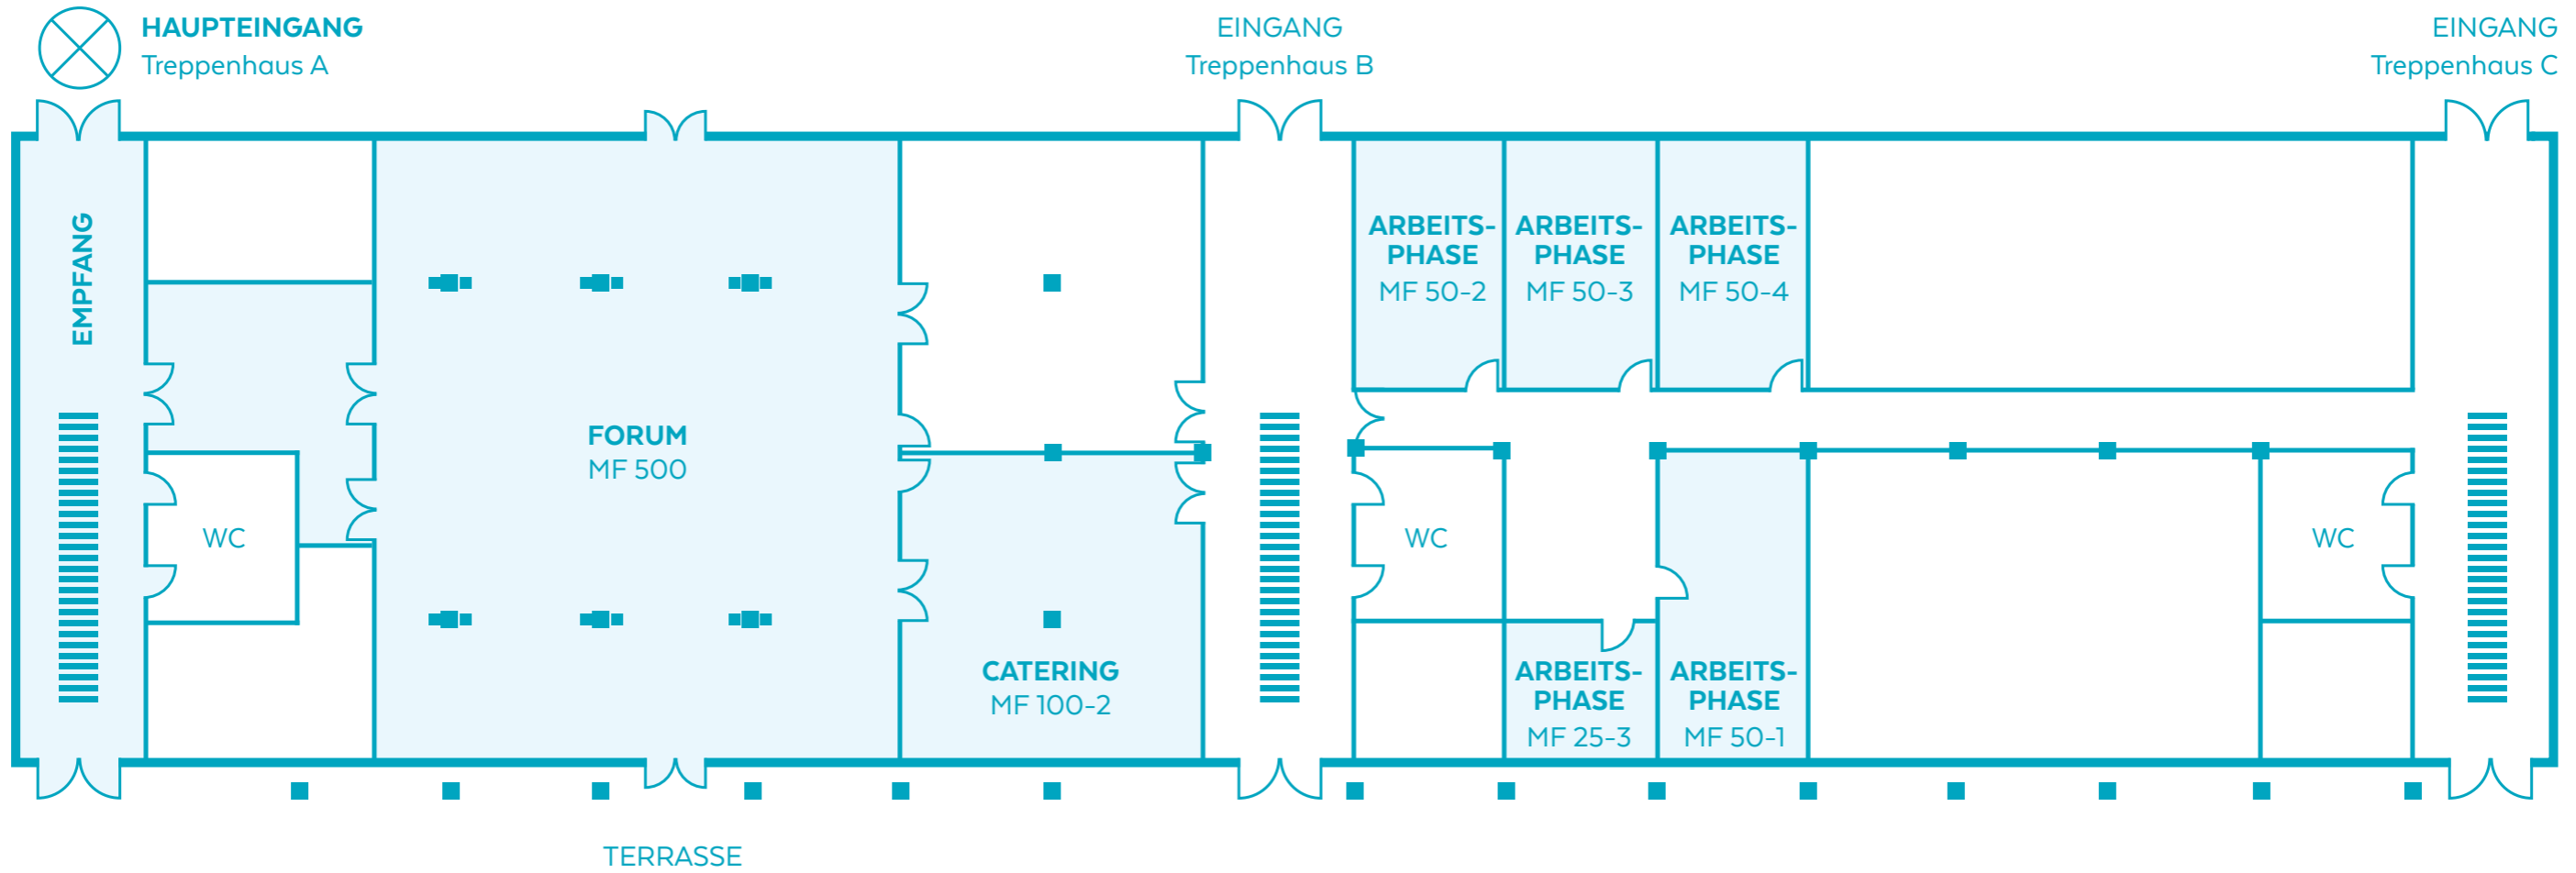 HAUPTEINGANG
Treppenhaus A
EINGANG
Treppenhaus B
EINGANG
Treppenhaus C
EMPFANG
WC
FORUM
MF 500
CATERING
MF 100-2
ARBEITS-
PHASE
MF 50-2
ARBEITS-
PHASE
MF 50-3
ARBEITS-
PHASE
MF 50-4
WC
ARBEITS-
PHASE
MF 25-3
ARBEITS-
PHASE
MF 50-1
WC
TERRASSE